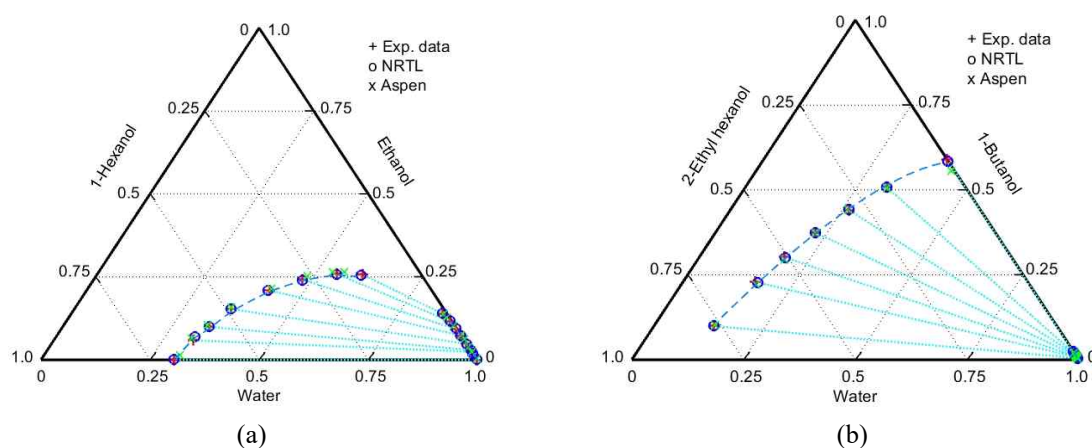 0 1.0
+ Exp. data
o NRTL
x Aspen
0.25 0.75
1-Hexanol
Ethanol
0.5 0.5
0.75 0.25
1.0 0
0 0.25 0.5 0.75 1.0
Water
(a)
0 1.0
+ Exp. data
o NRTL
x Aspen
0.25 0.75
2-Ethyl hexanol
1-Butanol
0.5 0.5
0.75 0.25
1.0 0
0 0.25 0.5 0.75 1.0
Water
(b)